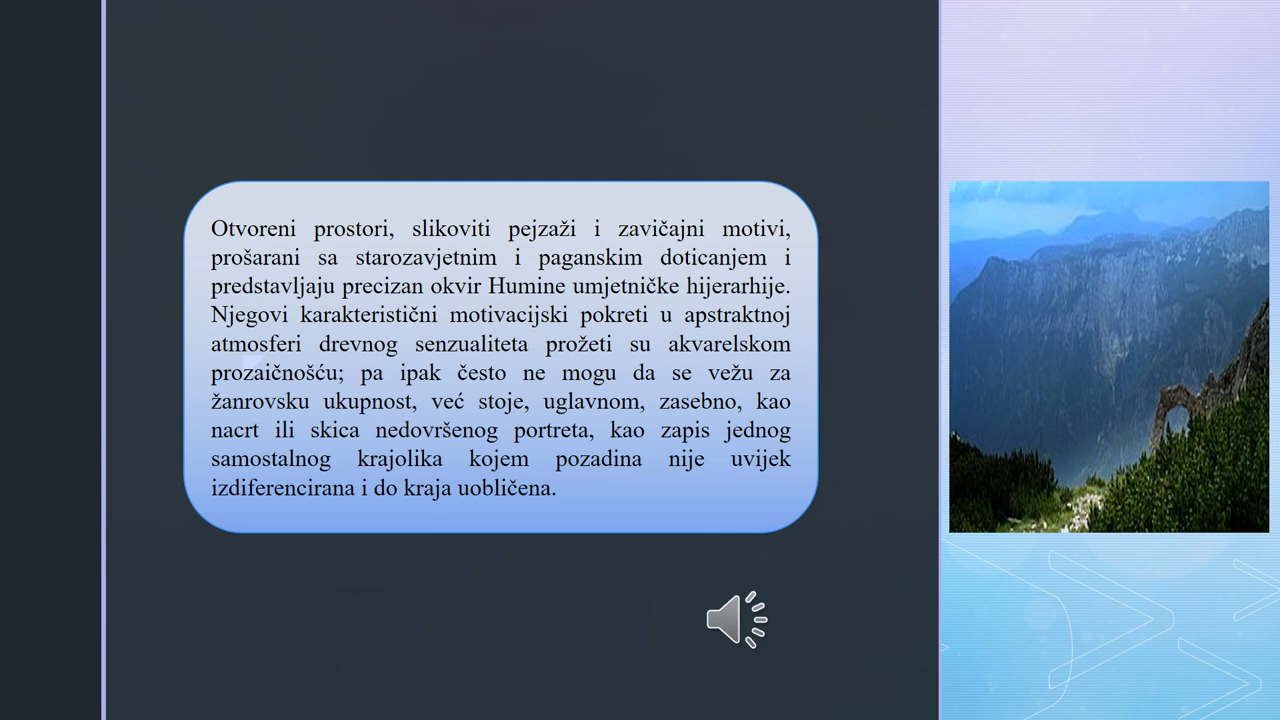 Otvoreni prostori, slikoviti pejzaži i zavičajni motivi,
prošarani sa starozavjetnim i paganskim doticanjem i
predstavljaju precizan okvir Humine umjetničke hijerarhije.
Njegovi karakteristični motivacijski pokreti u apstraktnoj
atmosferi drevnog senzualiteta prožeti su akvarelskom
prozaičnošću; pa ipak često ne mogu da se vežu za
žanrovsku ukupnost, već stoje, uglavnom, zasebno, kao
nacrt ili skica nedovršenog portreta, kao zapis jednog
samostalnog krajolika kojem pozadina nije uvijek
izdiferencirana i do kraja uobličena.